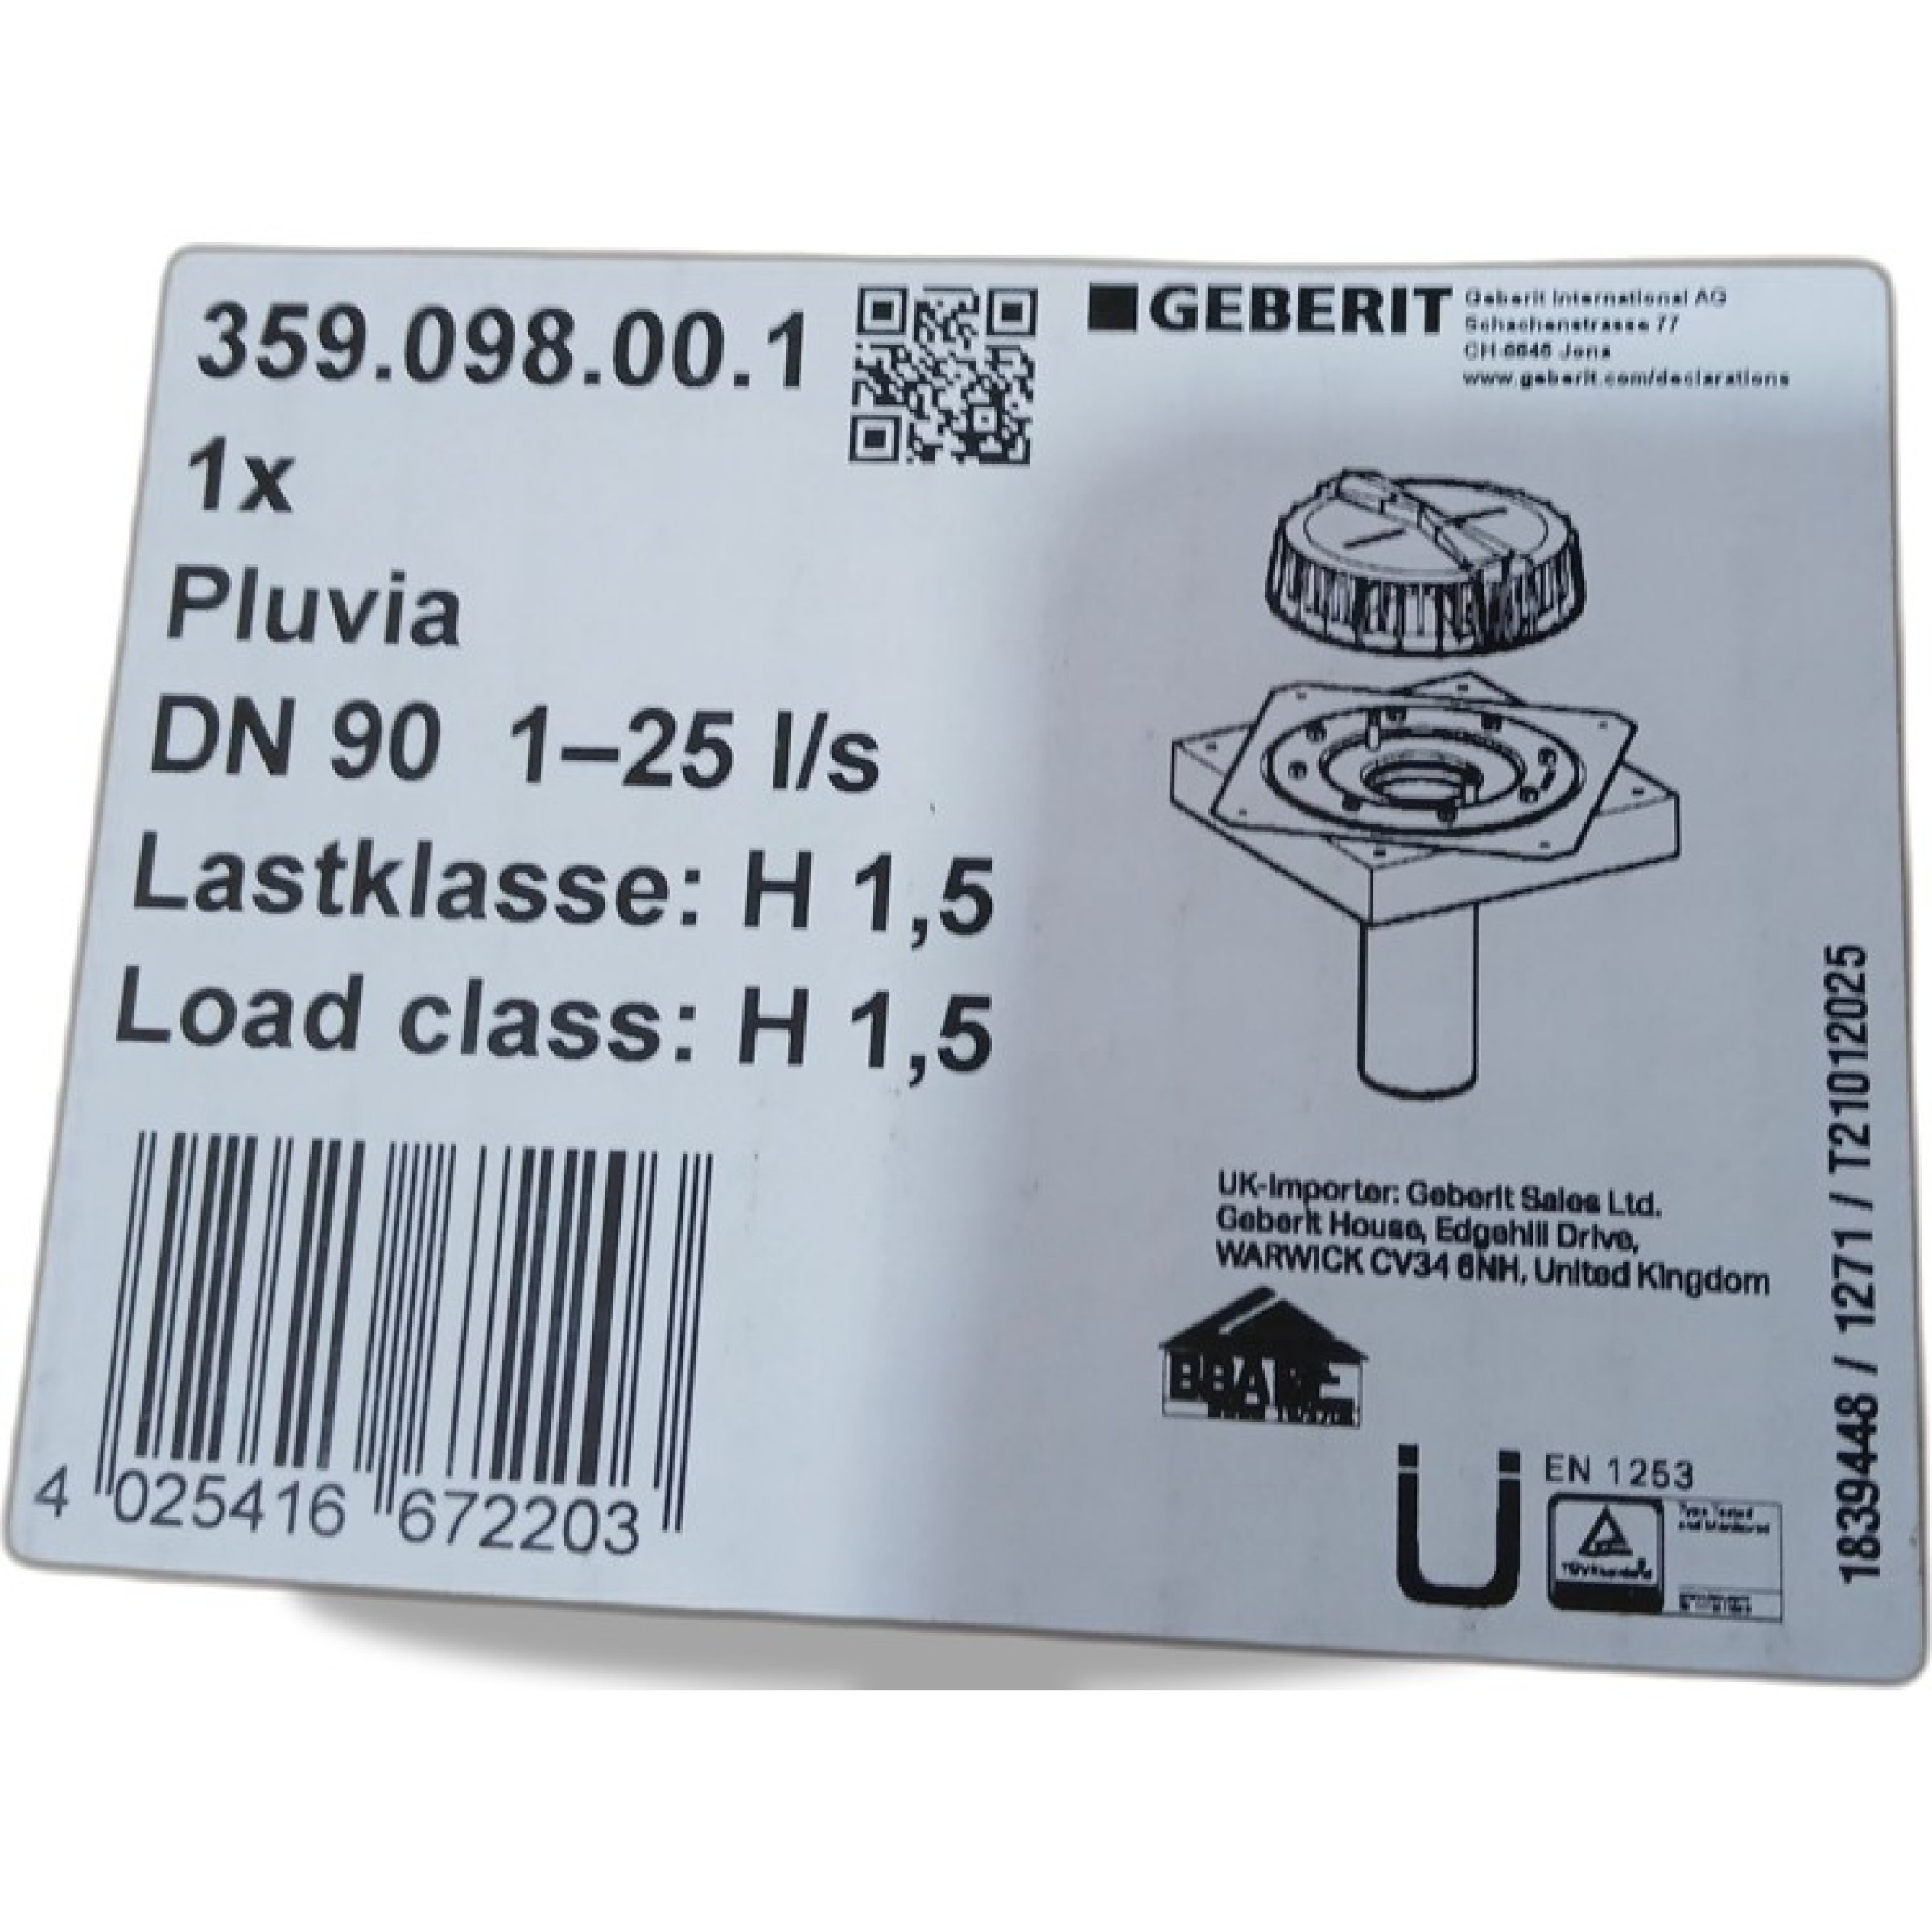 359.098.00.1
GEBERIT
Geberit International AG
Schachenstrasse 77
CH-8645 Jona
www.geberit.com/declarations
1x
Pluvia
DN 90 1–25 l/s
Lastklasse: H 1,5
Load class: H 1,5
4 025416 672203
UK-Importer: Geberit Sales Ltd.
Geberit House, Edgehill Drive,
WARWICK CV34 6NH, United Kingdom
EN 1253
1839448 / 1271 / T21012025